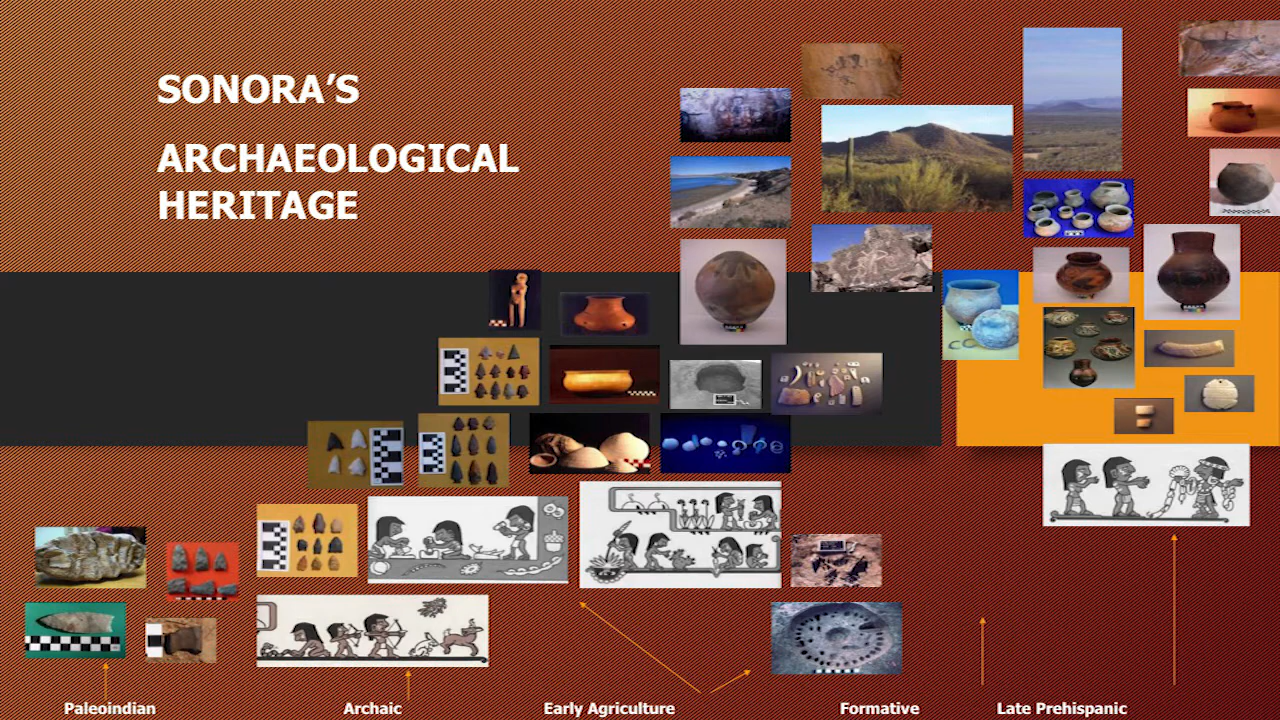 SONORA’S
ARCHAEOLOGICAL
HERITAGE
Paleoindian
Archaic
Early Agriculture
Formative
Late Prehispanic